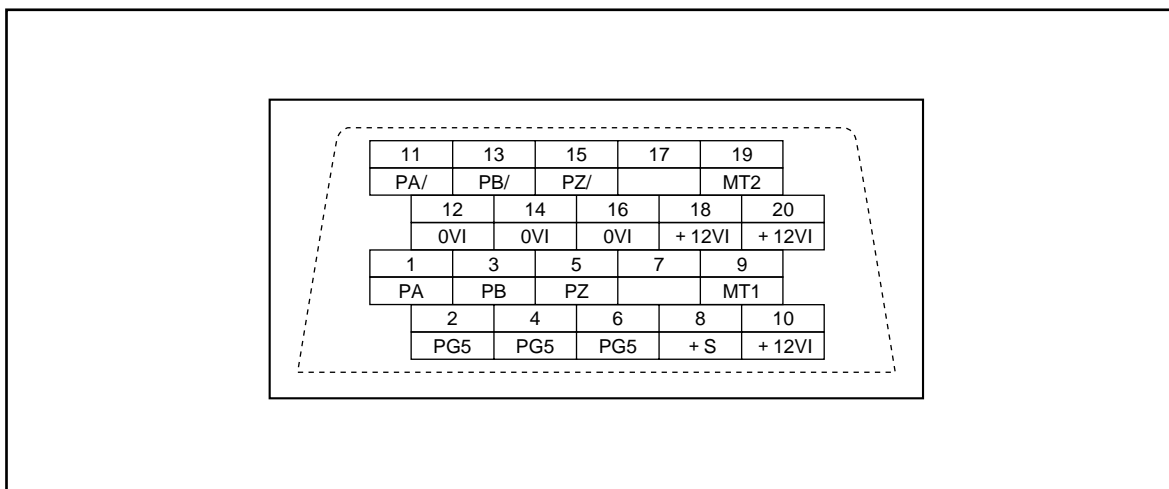 11 13 15 17 19
PA/ PB/ PZ/ MT2
12 14 16 18 20
0VI 0VI 0VI + 12VI + 12VI
1 3 5 7 9
PA PB PZ MT1
2 4 6 8 10
PG5 PG5 PG5 + S + 12VI